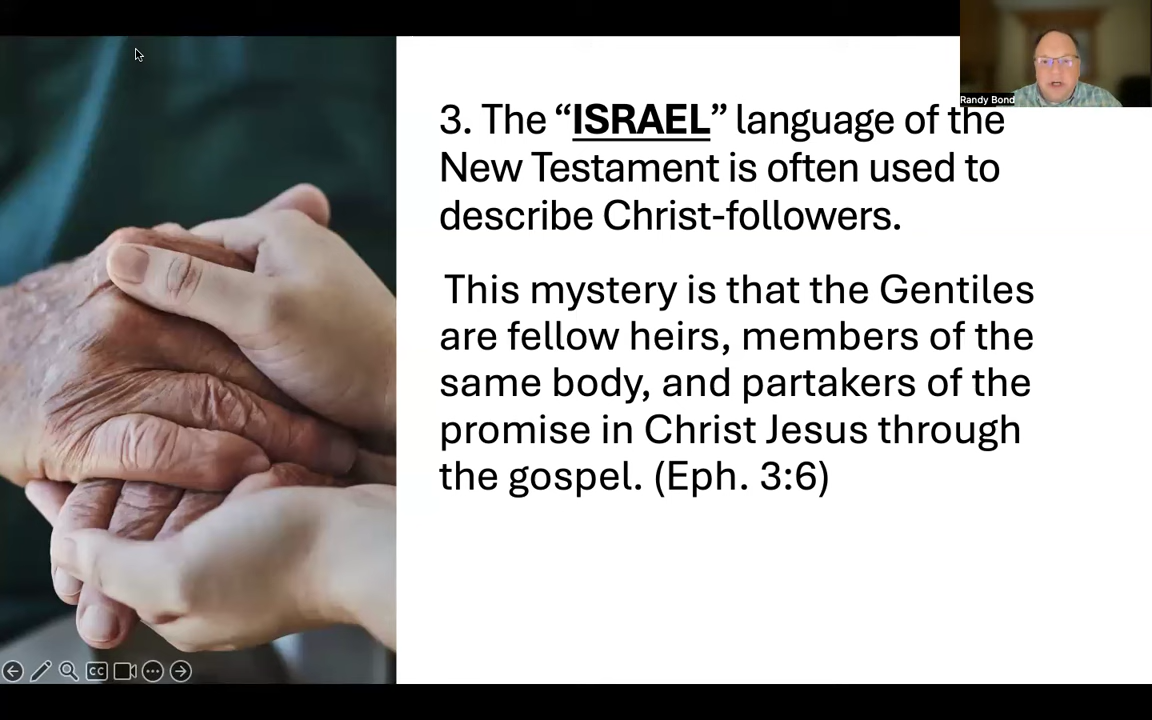 Randy Bond
3. The “ISRAEL” language of the
New Testament is often used to
describe Christ-followers.
This mystery is that the Gentiles
are fellow heirs, members of the
same body, and partakers of the
promise in Christ Jesus through
the gospel. (Eph. 3:6)
CC